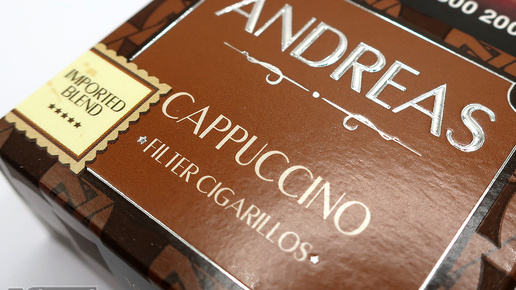 ANDREAS
CAPPUCCINO
FILTER CIGARILLOS
IMPORTED
BLEND